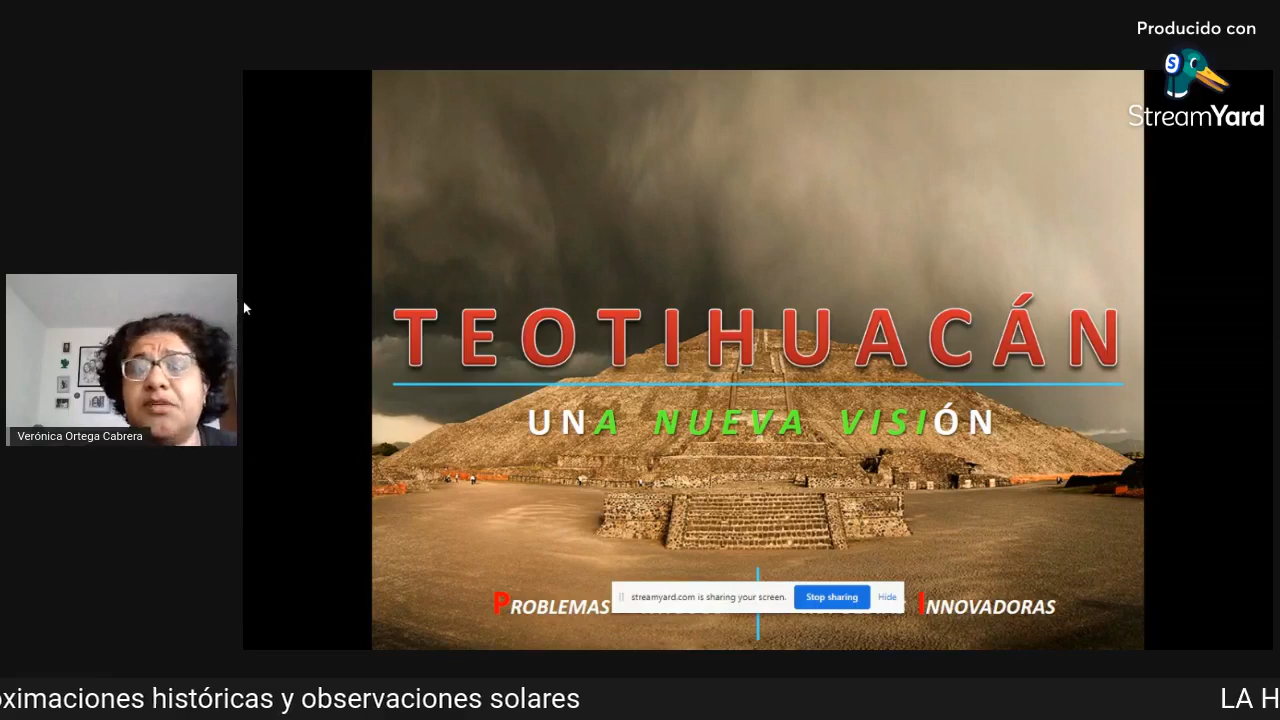 Producido con
StreamYard
TEOTIHUACÁN
UNA NUEVA VISIÓN
Verónica Ortega Cabrera
streamyard.com is sharing your screen. Stop sharing Hide
PROBLEMAS INNOVADORAS
oximaciones históricas y observaciones solares LA H